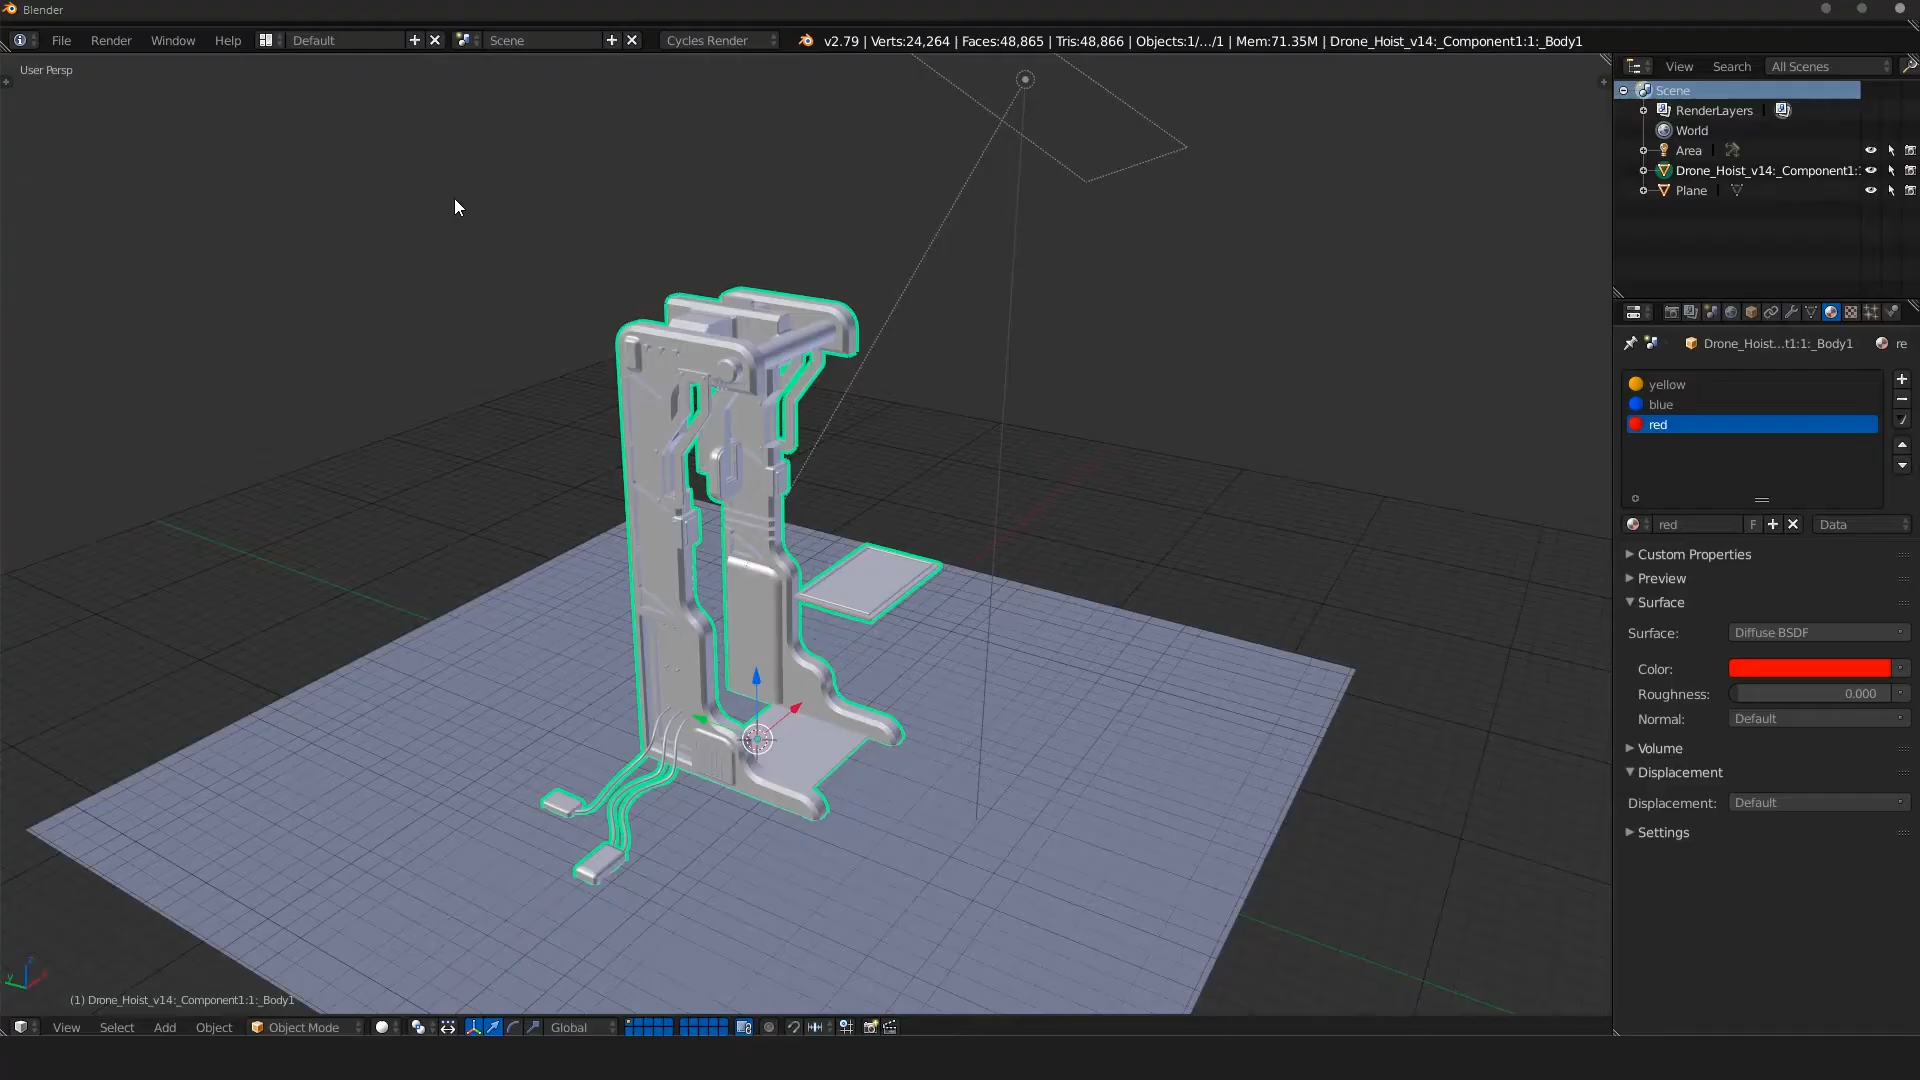 Blender
File Render Window Help Default Scene Cycles Render v2.79 | Verts:24,264 | Faces:48,865 | Tris:48,866 | Objects:1/.../1 | Mem:71.35M | Drone_Hoist_v14:_Component1:1:_Body1
User Persp
View Search All Scenes
Scene
RenderLayers
World
Area
Drone_Hoist_v14:_Component1:
Plane
Drone_Hoist...t1:1:_Body1 re
yellow
blue
red
red F Data
Custom Properties
Preview
Surface
Surface: Diffuse BSDF
Color:
Roughness: 0.000
Normal: Default
Volume
Displacement
Displacement: Default
Settings
z
y
x
(1) Drone_Hoist_v14:_Component1:1:_Body1
View Select Add Object Object Mode Global